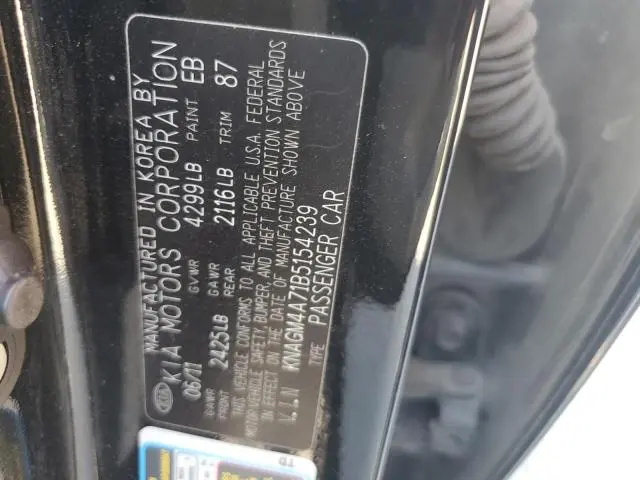 MANUFACTURED IN KOREA BY
KIA KIA MOTORS CORPORATION
06/11 GVWR 4299LB PAINT EB
GAWR FRONT 2425LB GAWR REAR 2116LB TRIM 87
THIS VEHICLE CONFORMS TO ALL APPLICABLE U.S.A. FEDERAL
MOTOR VEHICLE SAFETY, BUMPER, AND THEFT PREVENTION STANDARDS
IN EFFECT ON THE DATE OF MANUFACTURE SHOWN ABOVE
V.I.N KNAGM4A71B5154239
TYPE PASSENGER CAR